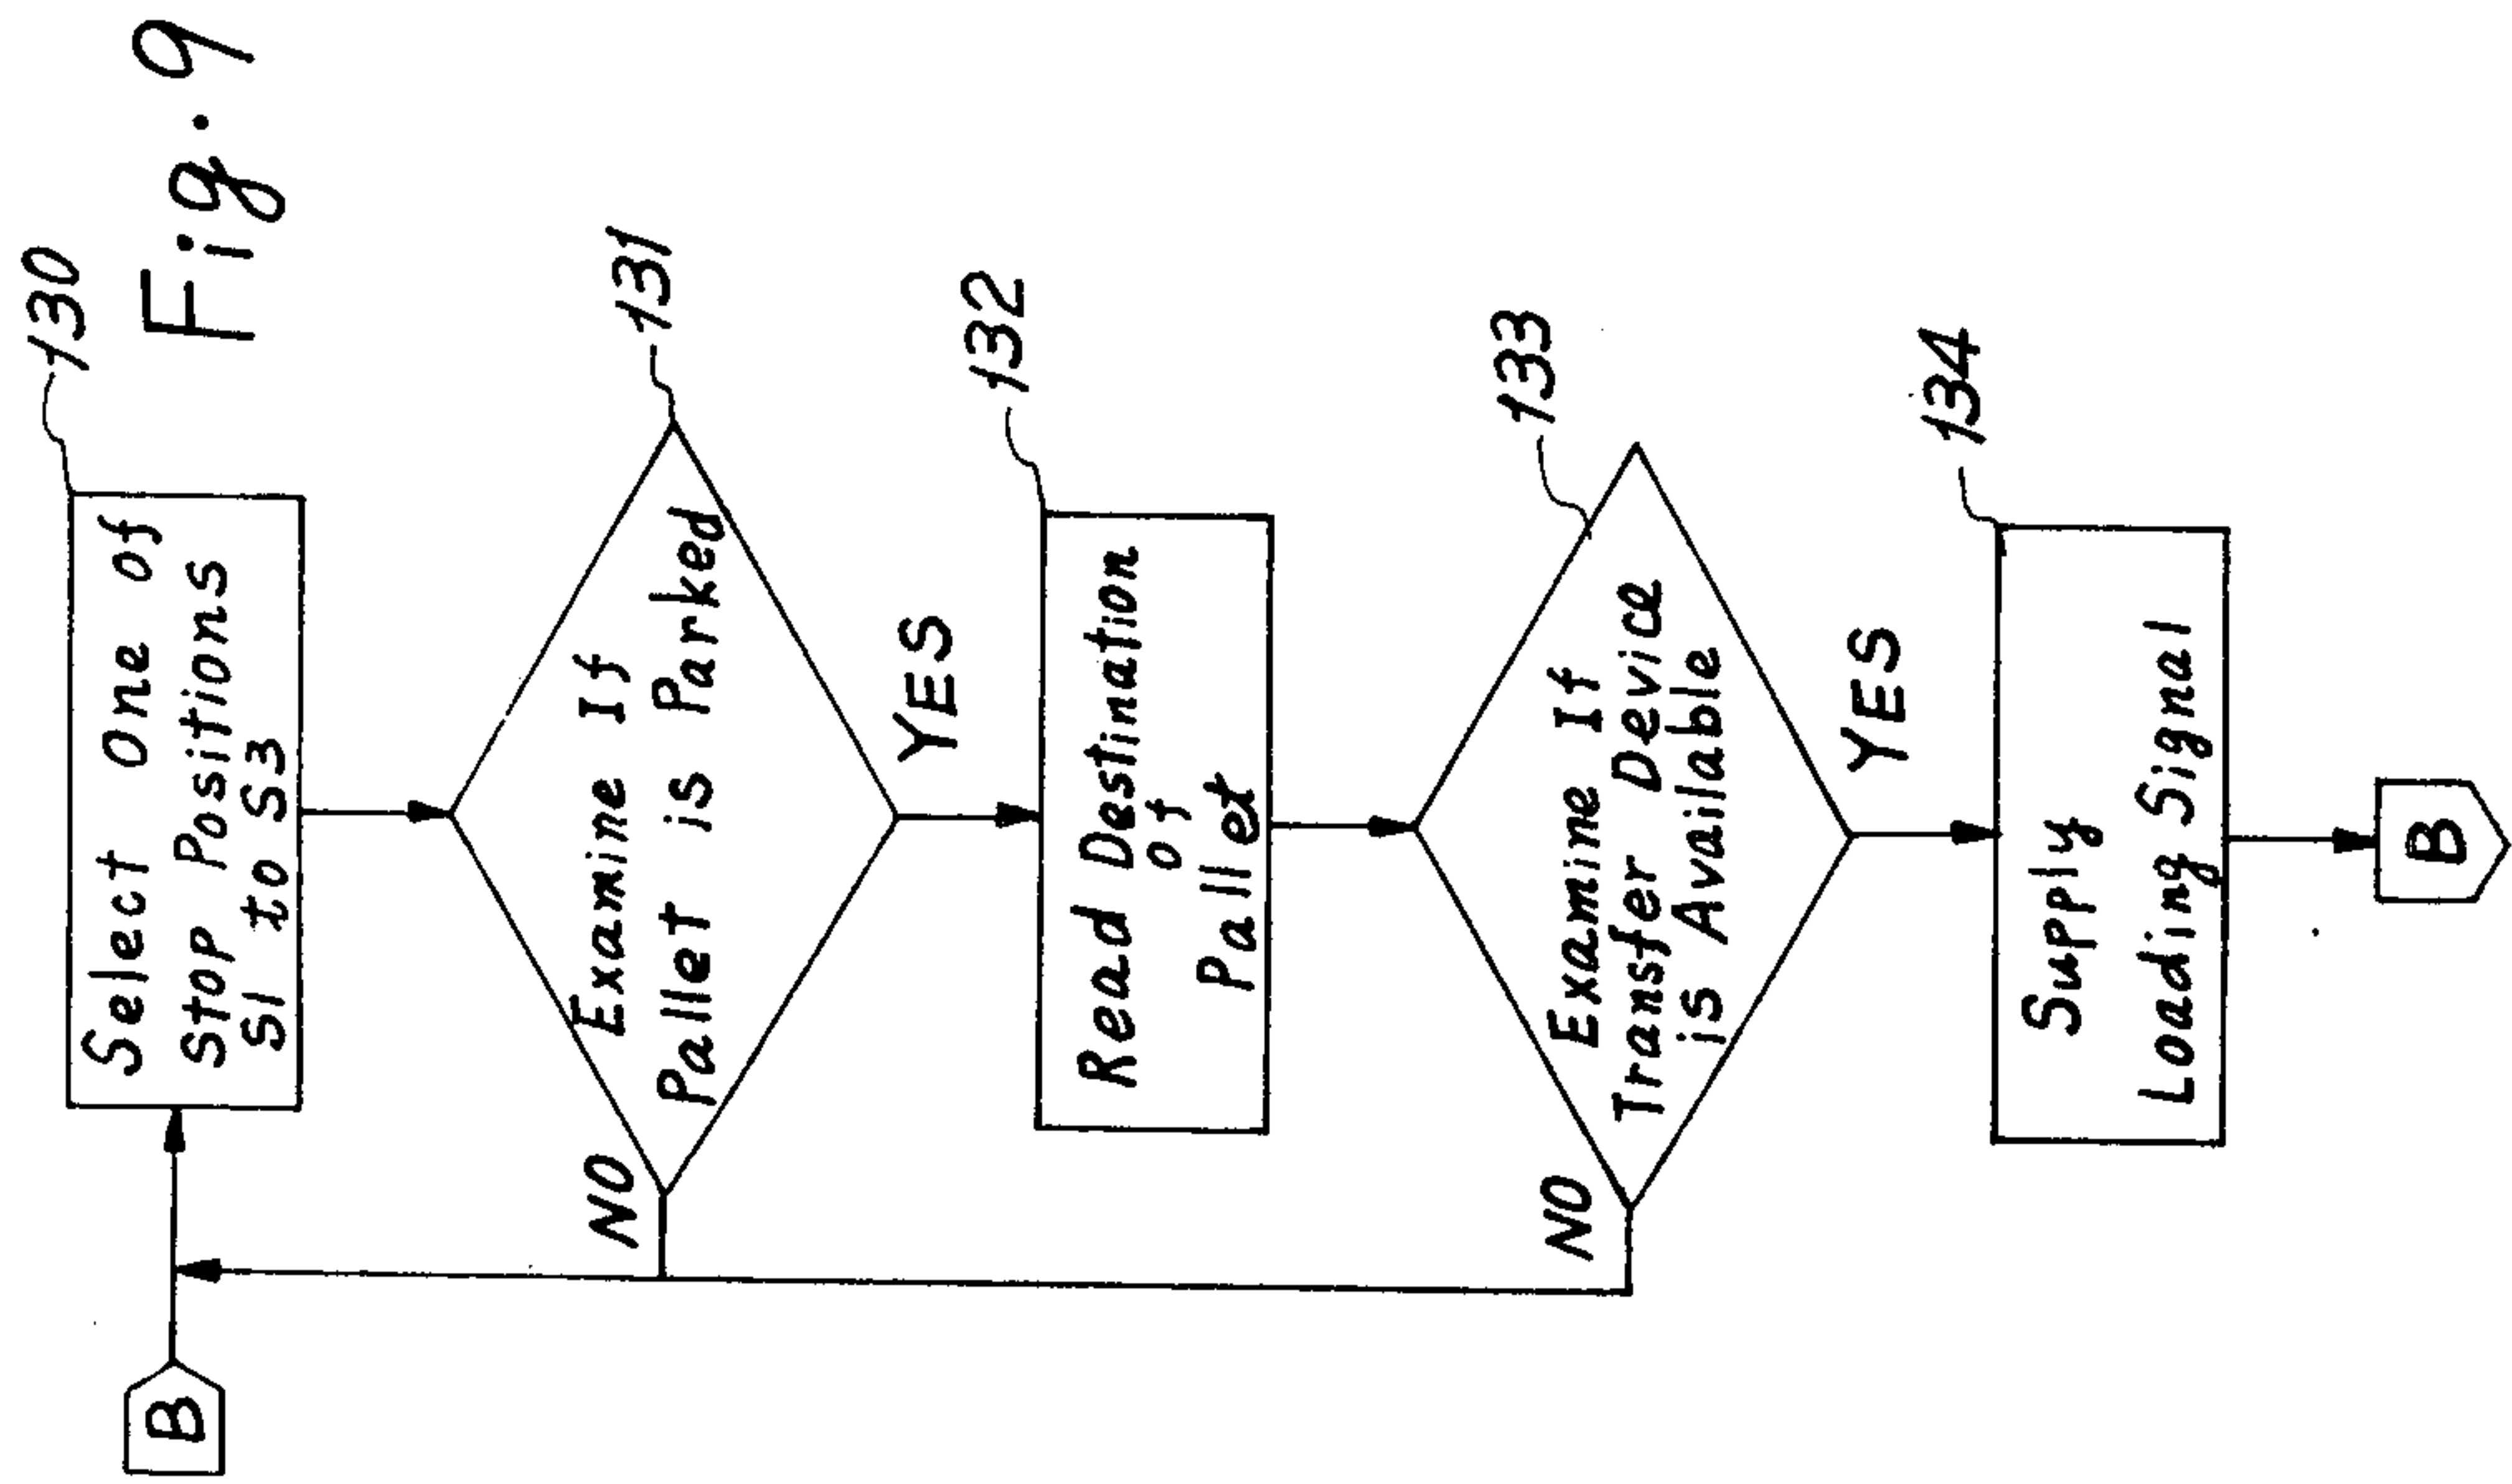 Fig. 9
130
Select One of
Stop Positions
S1 to S3
131
Examine If
Pallet is Parked
NO
YES
132
Read Destination
of
Pallet
133
Examine If
Transfer Device
is Available
NO
YES
134
Supply
Loading Signal
B
B